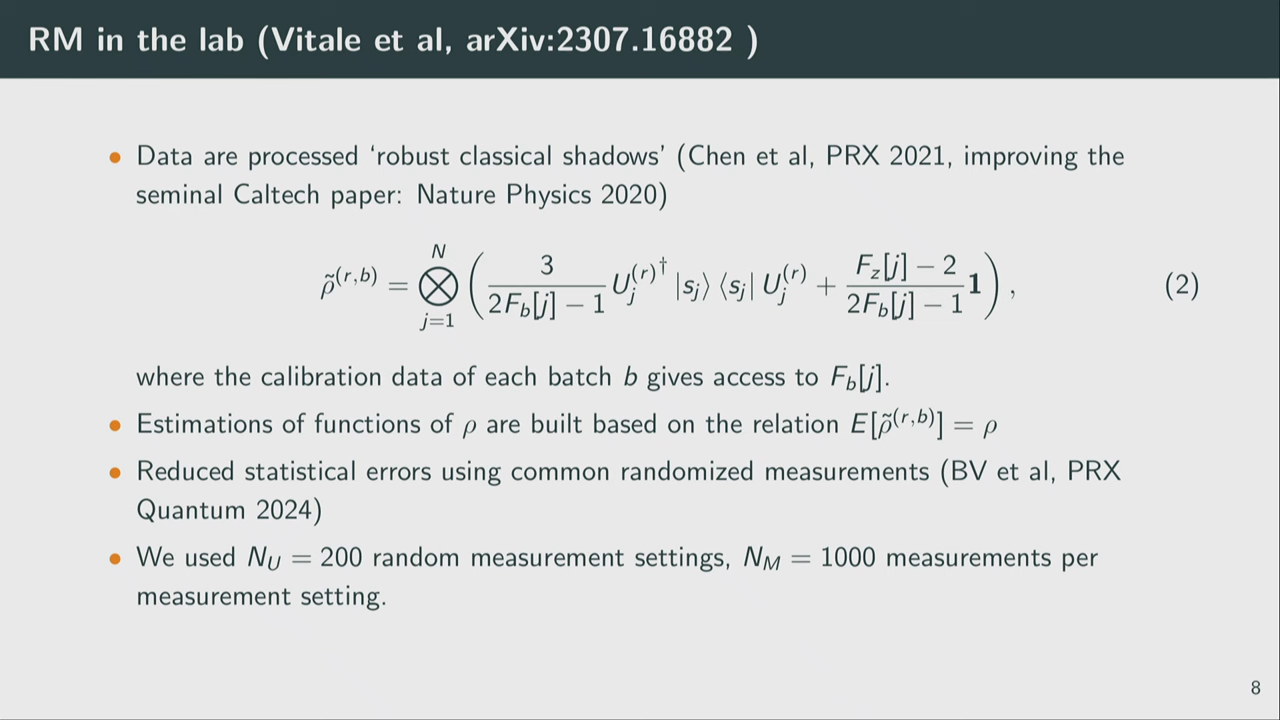 RM in the lab (Vitale et al, arXiv:2307.16882 )
• Data are processed ‘robust classical shadows’ (Chen et al, PRX 2021, improving the
seminal Caltech paper: Nature Physics 2020)
ρ̃^{(r,b)} = ⨂_{j=1}^{N} ( \frac{3}{2F_b[j] − 1} U_j^{(r)†} |s_j⟩ ⟨s_j| U_j^{(r)} + \frac{F_z[j] − 2}{2F_b[j] − 1} 𝟏 ) , (2)
where the calibration data of each batch b gives access to F_b[j].
• Estimations of functions of ρ are built based on the relation E[ρ̃^{(r,b)}] = ρ
• Reduced statistical errors using common randomized measurements (BV et al, PRX
Quantum 2024)
• We used N_U = 200 random measurement settings, N_M = 1000 measurements per
measurement setting.
8